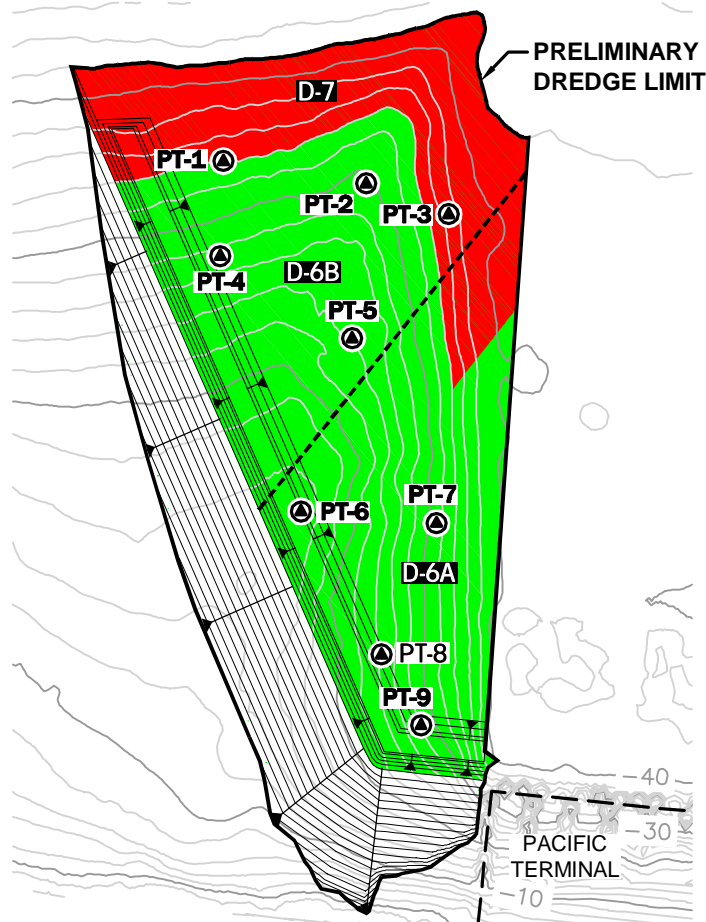 PRELIMINARY
DREDGE LIMIT
D-7
PT-1
PT-2
PT-3
PT-4
D-6B
PT-5
PT-6
PT-7
D-6A
PT-8
PT-9
-40
-30
PACIFIC
TERMINAL
-10